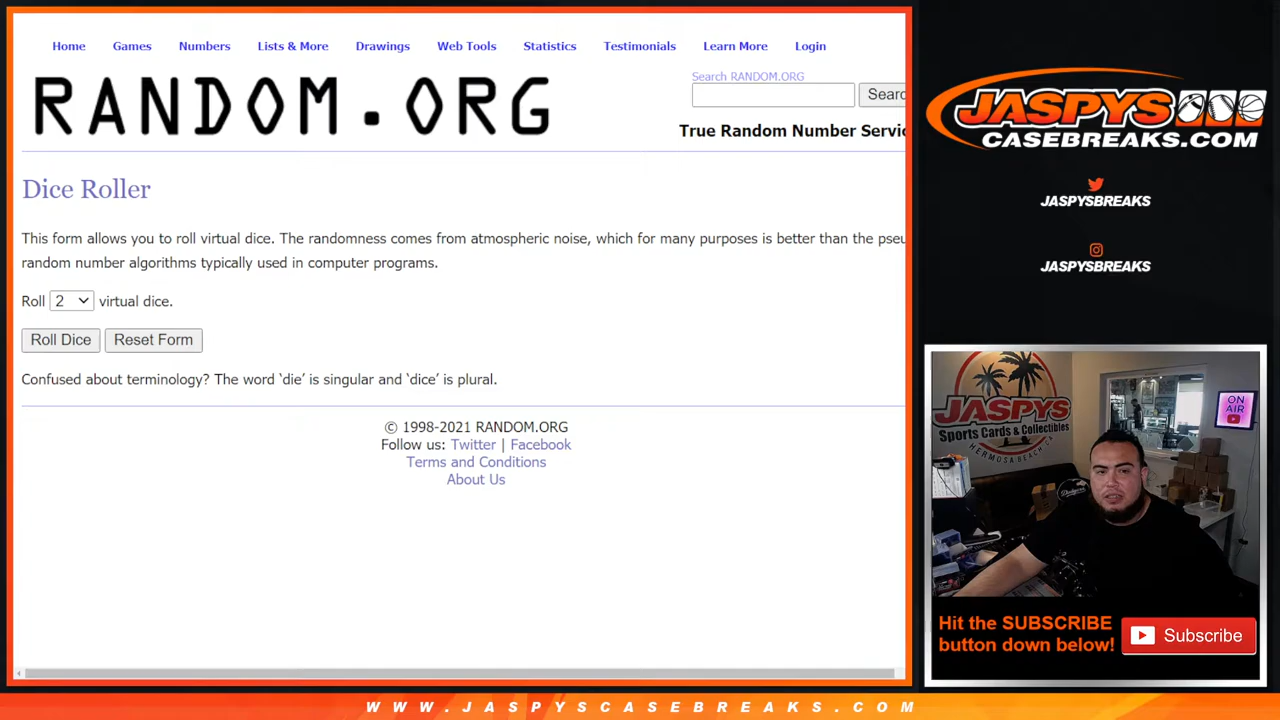 Home Games Numbers Lists & More Drawings Web Tools Statistics Testimonials Learn More Login
RANDOM.ORG
Search RANDOM.ORG
Searc
True Random Number Servic
Dice Roller
This form allows you to roll virtual dice. The randomness comes from atmospheric noise, which for many purposes is better than the pseu
random number algorithms typically used in computer programs.
Roll 2 virtual dice.
Roll Dice Reset Form
Confused about terminology? The word ‘die’ is singular and ‘dice’ is plural.
© 1998-2021 RANDOM.ORG
Follow us: Twitter | Facebook
Terms and Conditions
About Us
JASPYS
CASEBREAKS.COM
JASPYSBREAKS
JASPYSBREAKS
JASPYS
Sports Cards & Collectibles
HERMOSA BEACH CA
ON
AIR
Dodgers
Hit the SUBSCRIBE
button down below!
Subscribe
WWW.JASPYSCASEBREAKS.COM